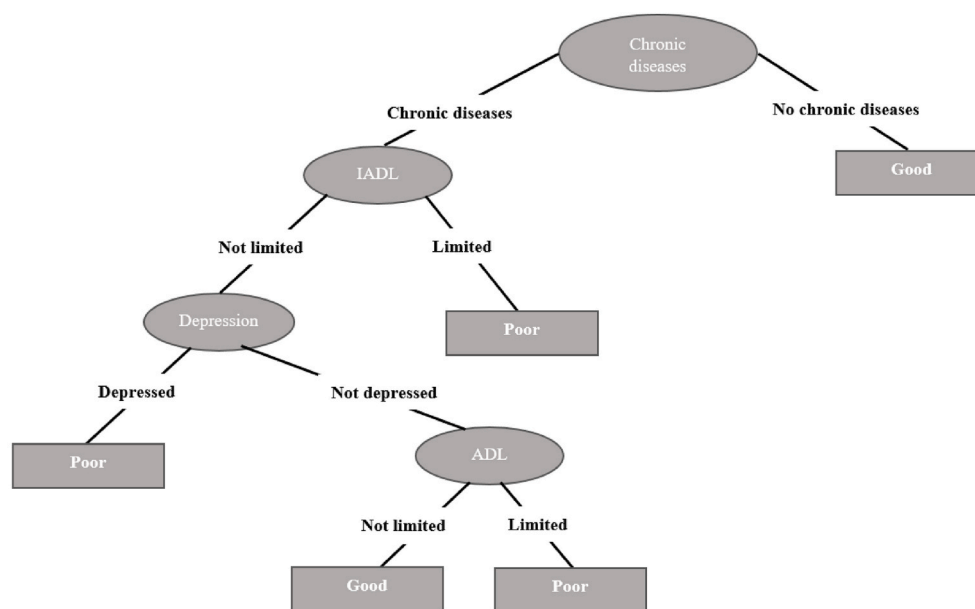 Chronic
diseases
Chronic diseases
No chronic diseases
IADL
Good
Not limited
Limited
Depression
Poor
Depressed
Not depressed
Poor
ADL
Not limited
Limited
Good
Poor